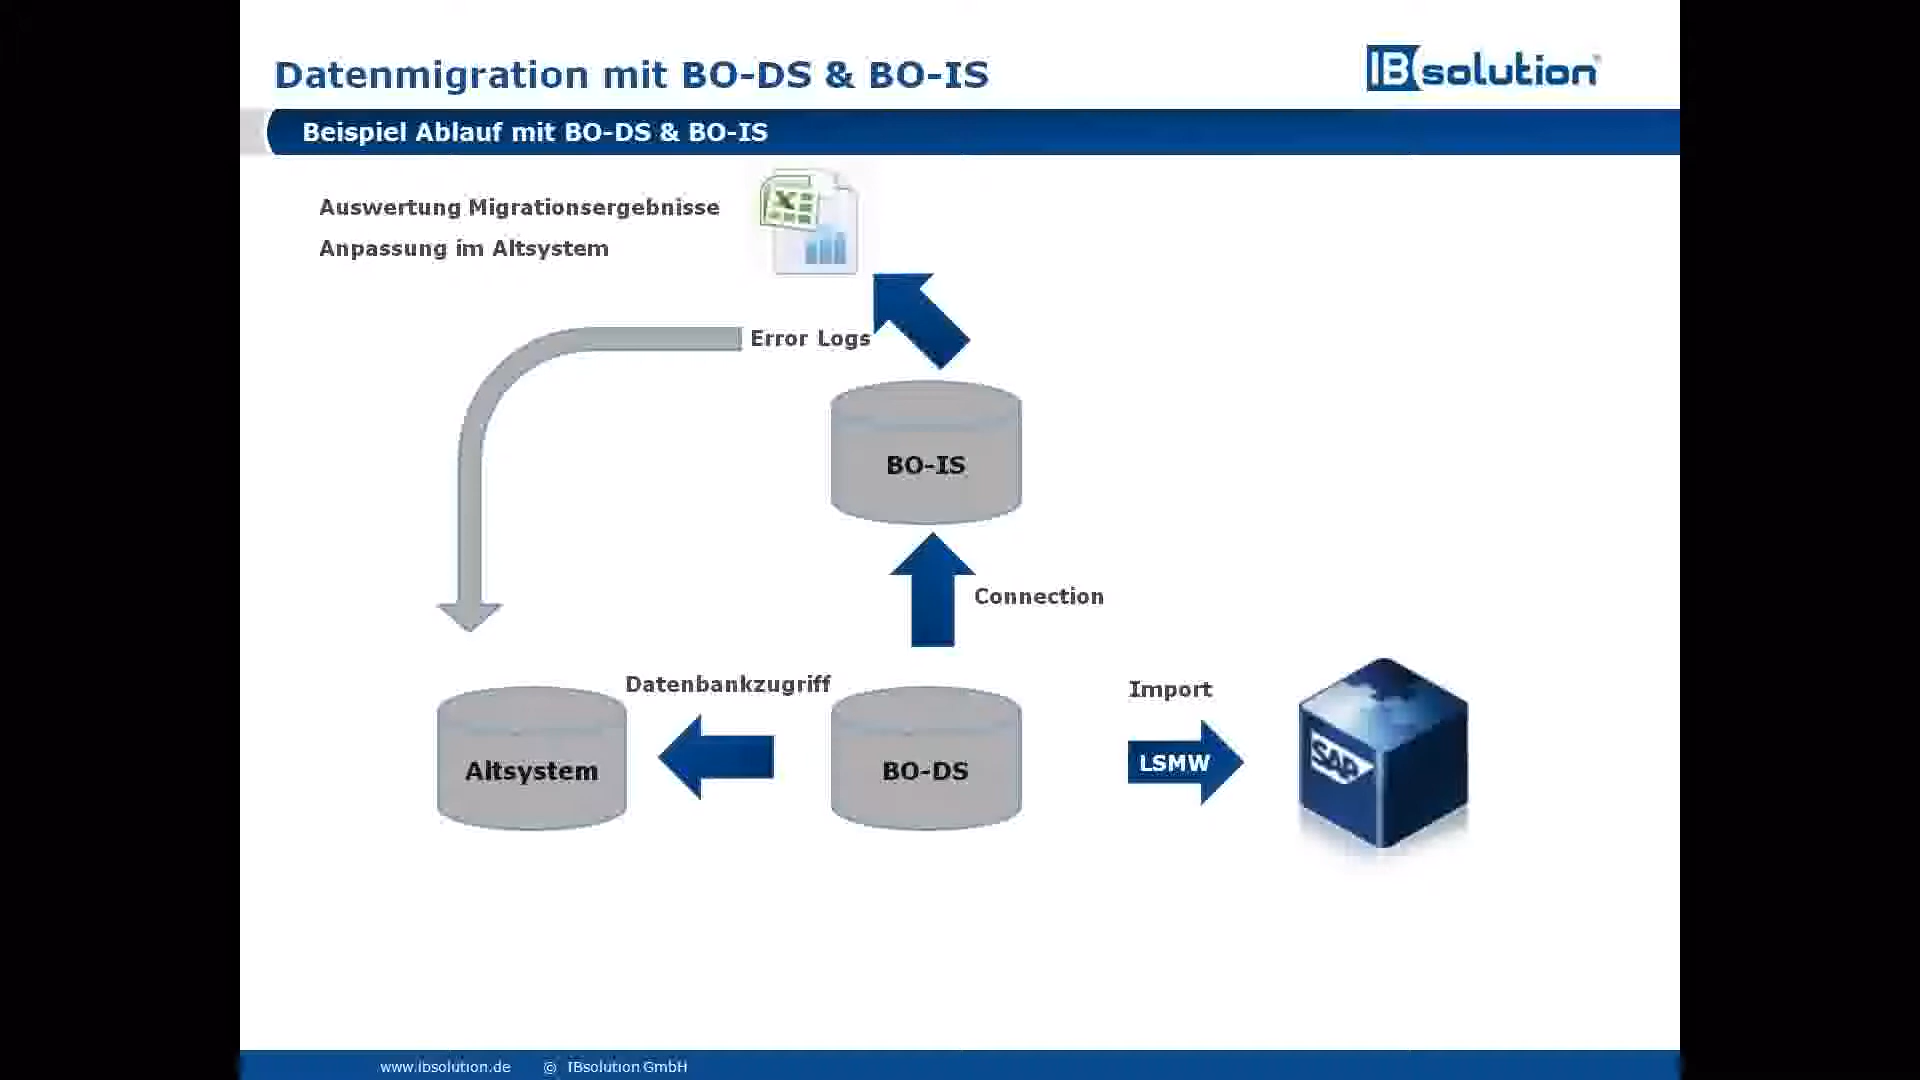 Datenmigration mit BO-DS & BO-IS
IBsolution
Beispiel Ablauf mit BO-DS & BO-IS
Auswertung Migrationsergebnisse
Anpassung im Altsystem
Error Logs
BO-IS
Connection
Datenbankzugriff
Import
Altsystem
BO-DS
LSMW
SAP
www.ibsolution.de © IBsolution GmbH